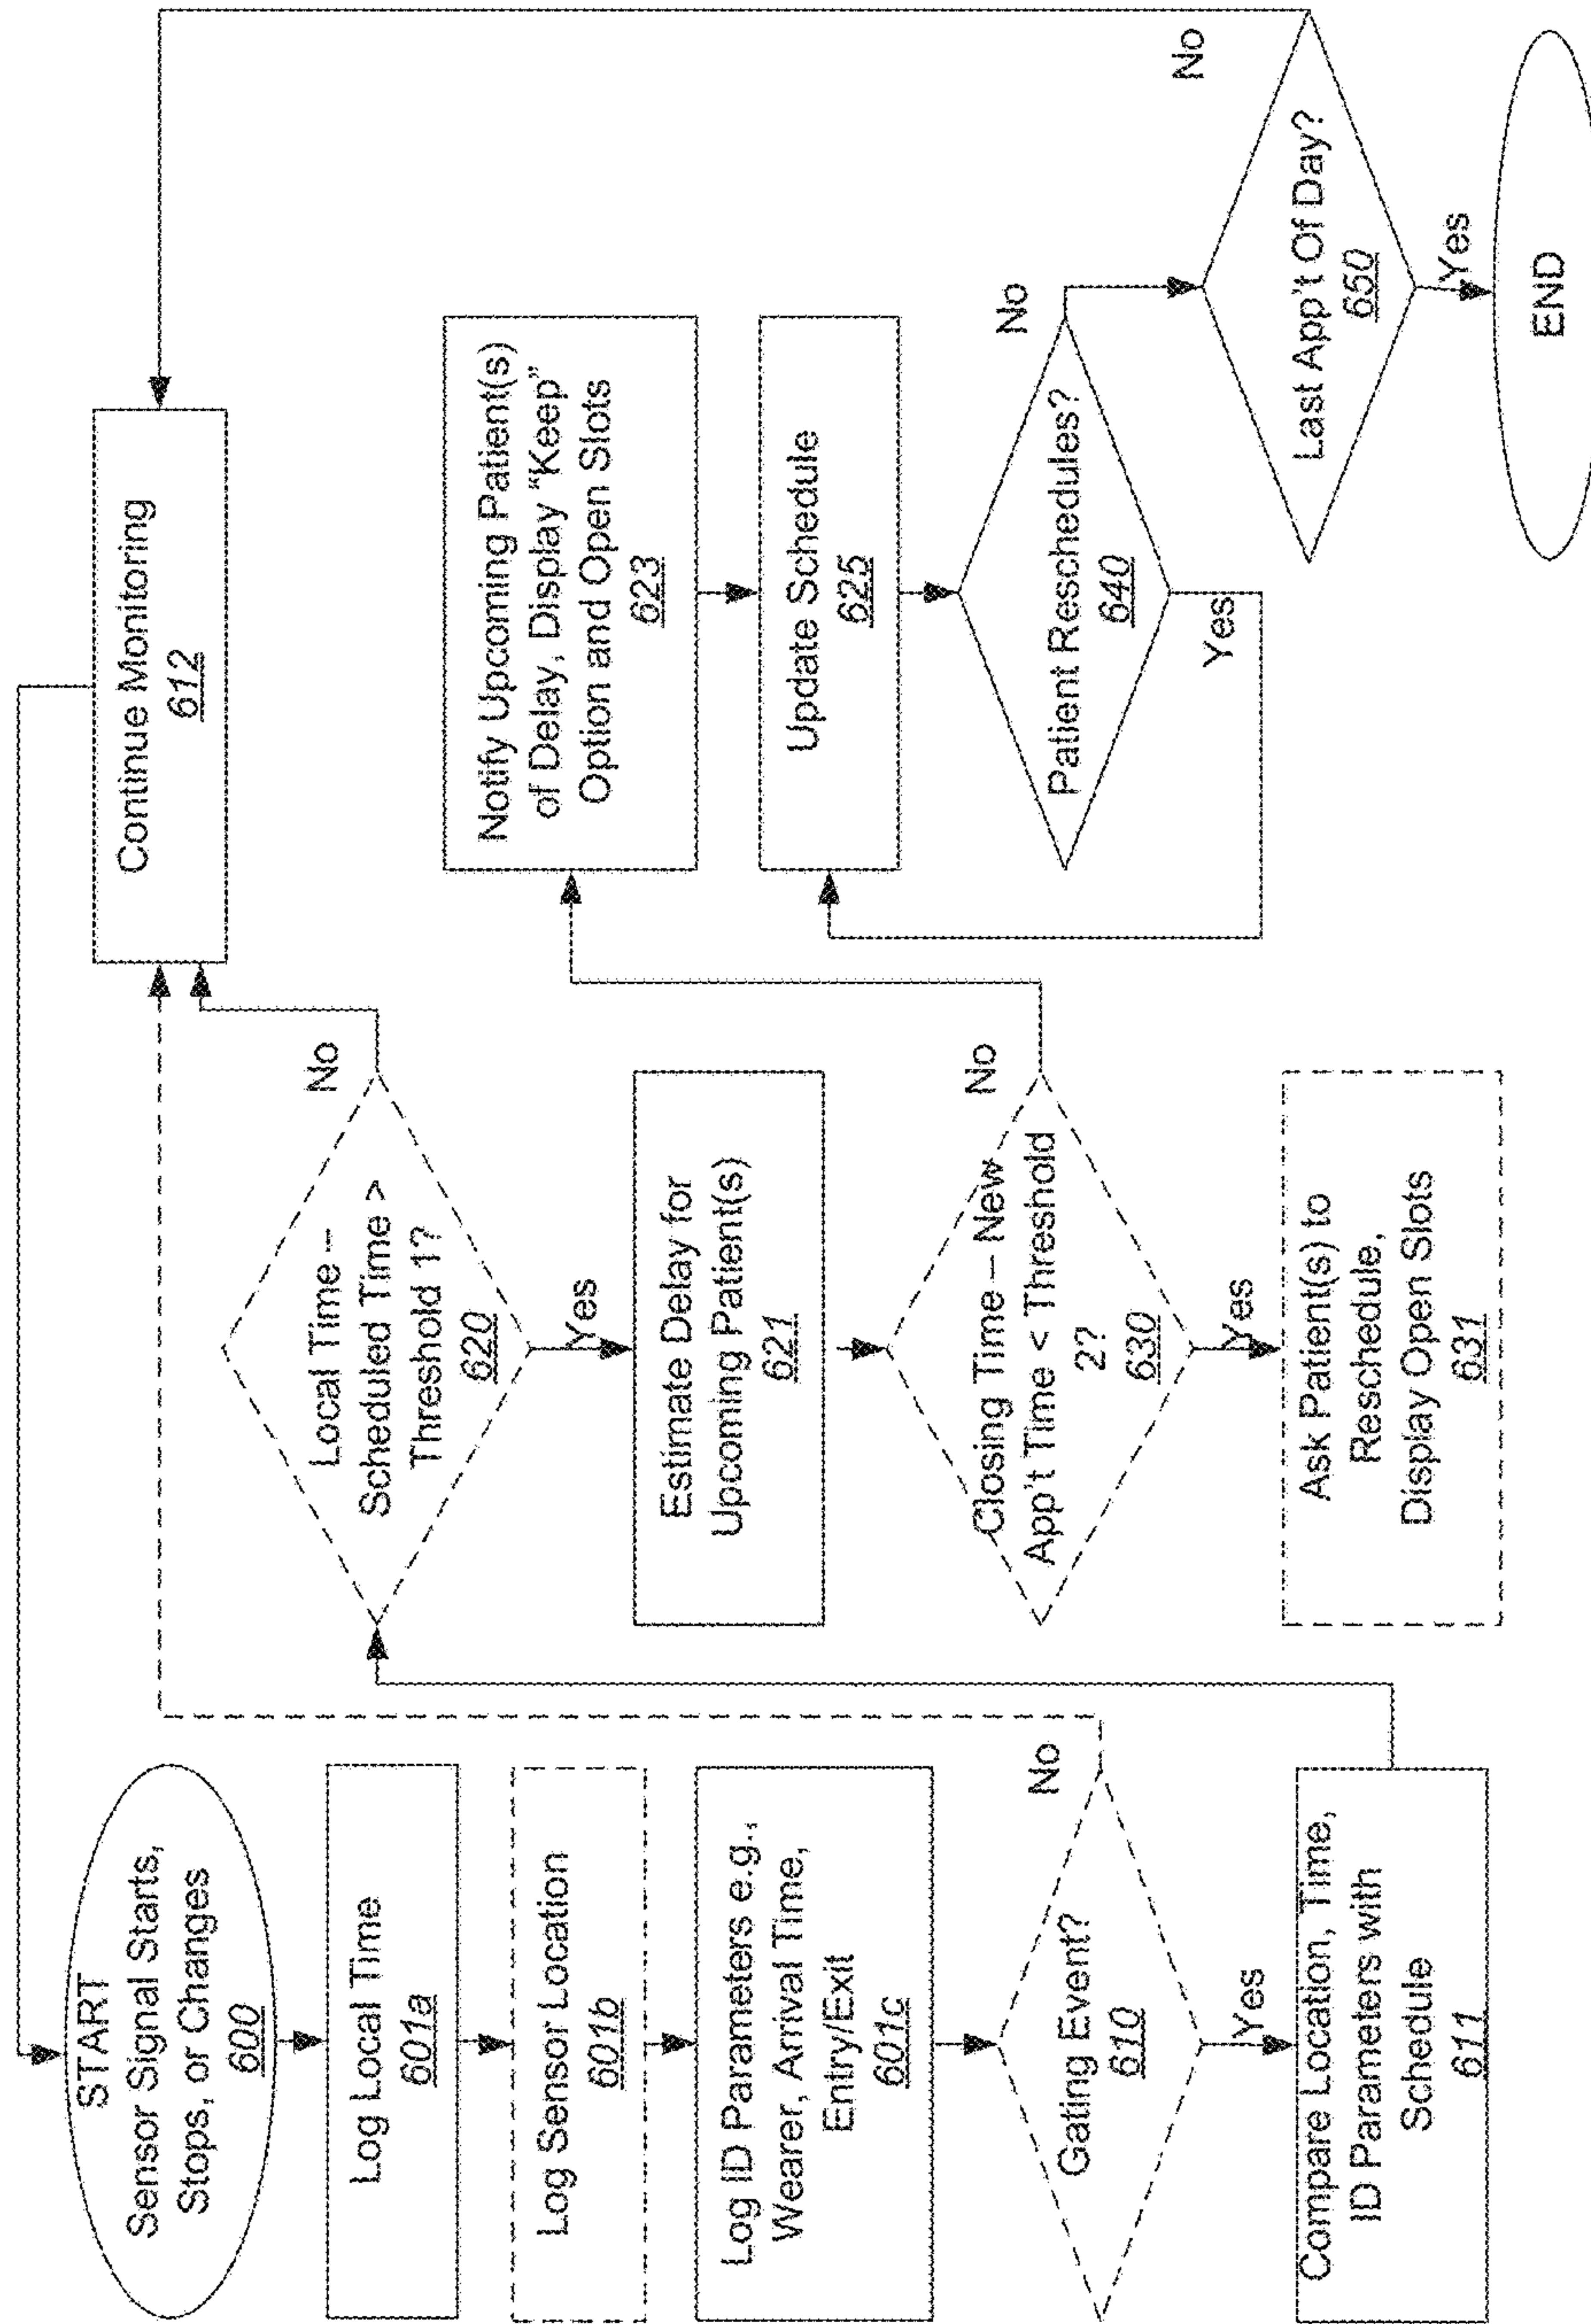 START
Sensor Signal Starts,
Stops, or Changes
600
Log Local Time
601a
Log Sensor Location
601b
Log ID Parameters e.g.,
Wearer, Arrival Time,
Entry/Exit
601c
Gating Event?
610
No
Yes
Compare Location, Time,
ID Parameters with
Schedule
611
Local Time –
Scheduled Time >
Threshold 1?
620
No
Yes
Estimate Delay for
Upcoming Patient(s)
621
Closing Time – New
App't Time < Threshold
2?
630
No
Yes
Ask Patient(s) to
Reschedule,
Display Open Slots
631
Continue Monitoring
612
Notify Upcoming Patient(s)
of Delay, Display “Keep”
Option and Open Slots
623
Update Schedule
625
Patient Reschedules?
640
No
Yes
Last App't Of Day?
650
No
Yes
END